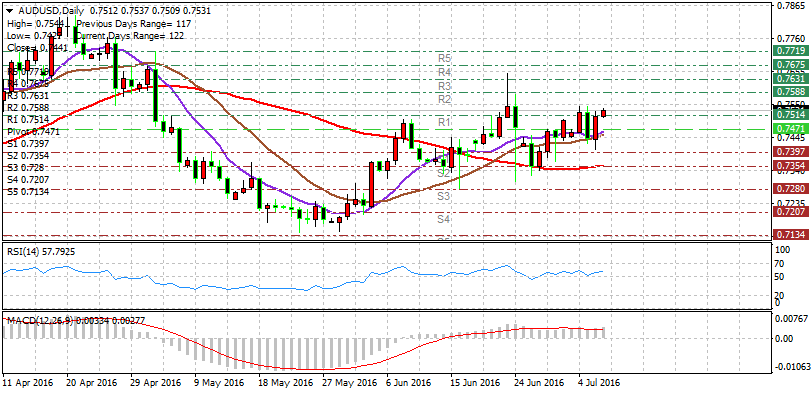 AUDUSD,Daily 0.7512 0.7537 0.7509 0.7531
High= 0.7544 Previous Days Range= 117
Low= 0.7427 Current Days Range= 122
Close= 0.7441
R5 0.7719
R4 0.7675
R3 0.7631
R2 0.7588
R1 0.7514
Pivot 0.7471
S1 0.7397
S2 0.7354
S3 0.728
S4 0.7207
S5 0.7134
R5
R4
R3
R2
R1
S2
S3
S4
0.7865
0.7760
0.7719
0.7675
0.7631
0.7588
0.7514
0.7471
0.7445
0.7397
0.7354
0.7280
0.7235
0.7207
0.7134
RSI(14) 57.7925
100
70
50
20
0
MACD(12,26,9) 0.00334 0.00277
0.00767
0.00
-0.01063
11 Apr 2016 20 Apr 2016 29 Apr 2016 9 May 2016 18 May 2016 27 May 2016 6 Jun 2016 15 Jun 2016 24 Jun 2016 4 Jul 2016